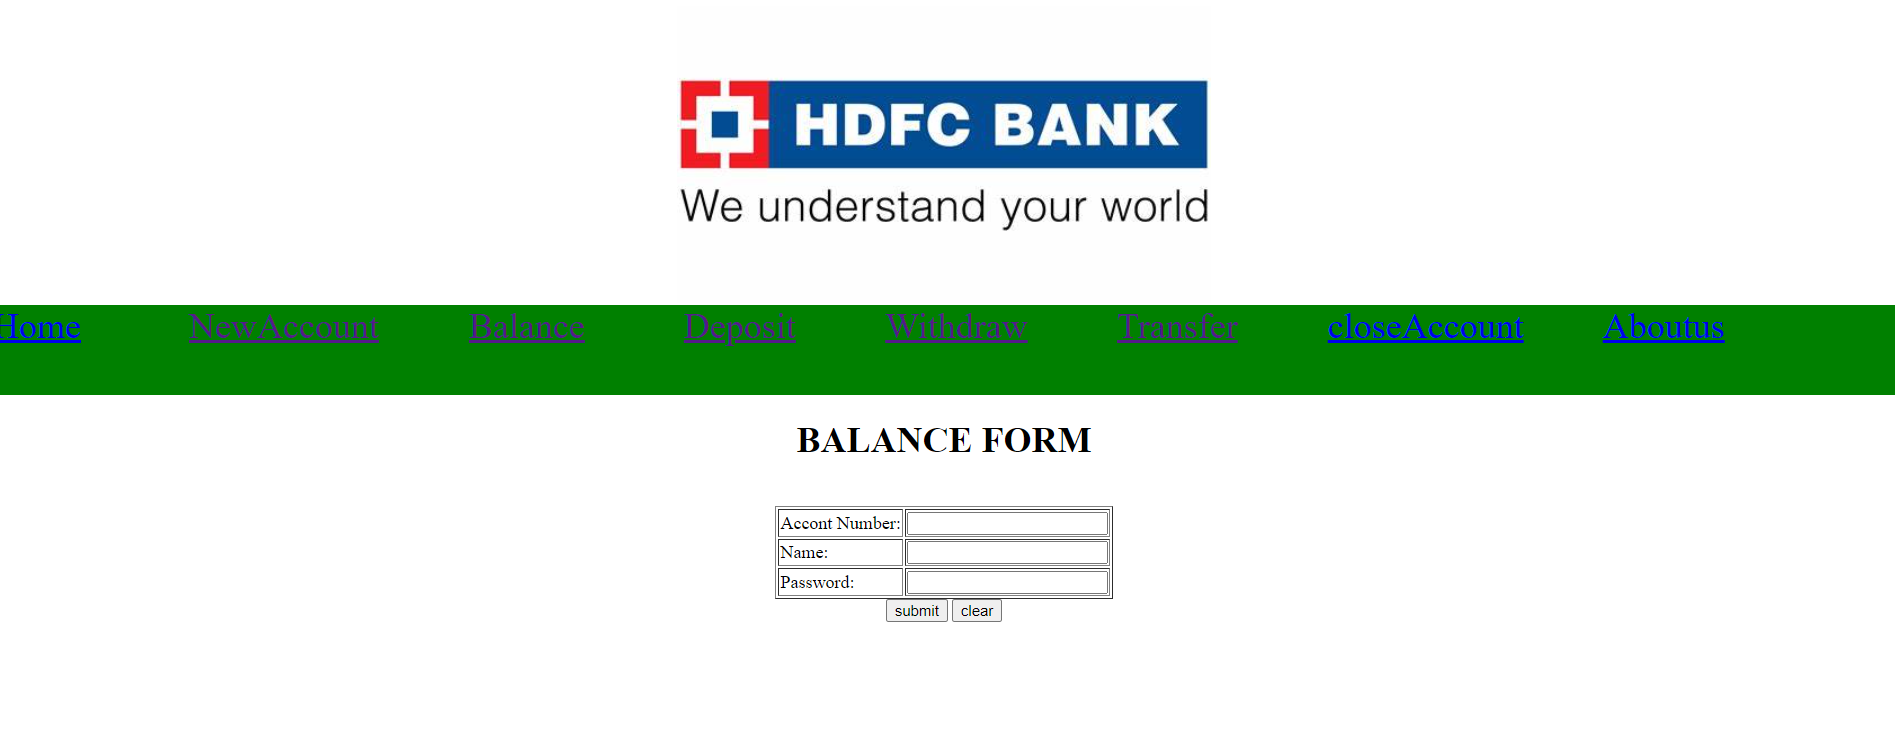 HDFC BANK
We understand your world
Home NewAccount Balance Deposit Withdraw Transfer closeAccount Aboutus
BALANCE FORM
Accont Number:
Name:
Password:
submit clear